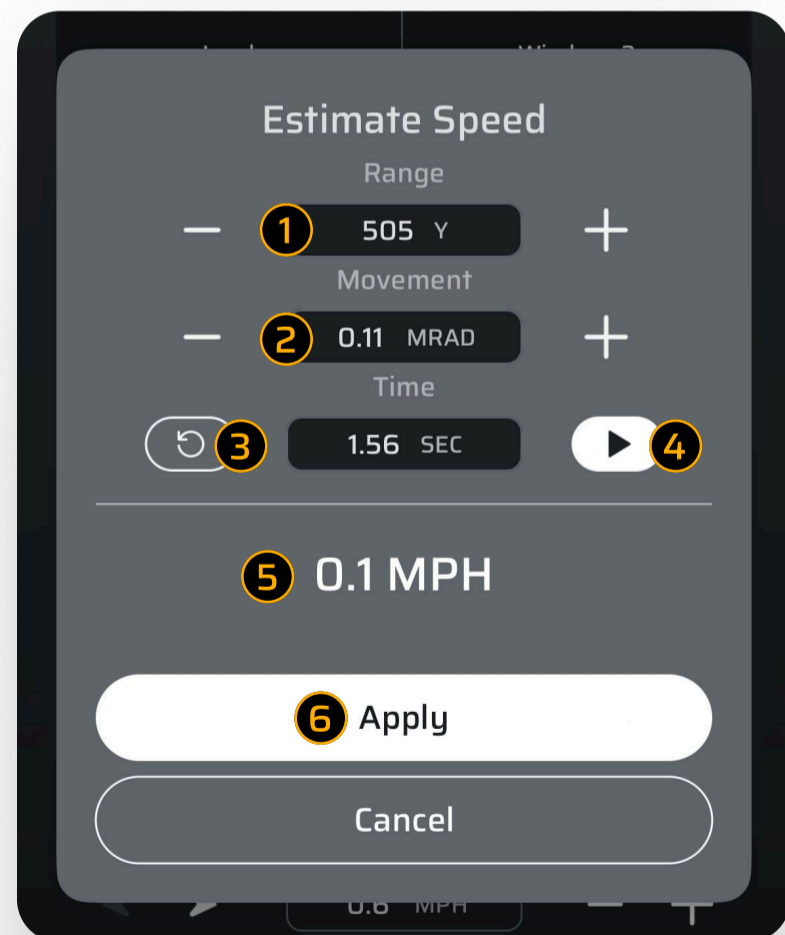 Estimate Speed
Range
1 505 Y
Movement
2 0.11 MRAD
Time
3 1.56 SEC 4
5 0.1 MPH
6 Apply
Cancel
0.6 MPH